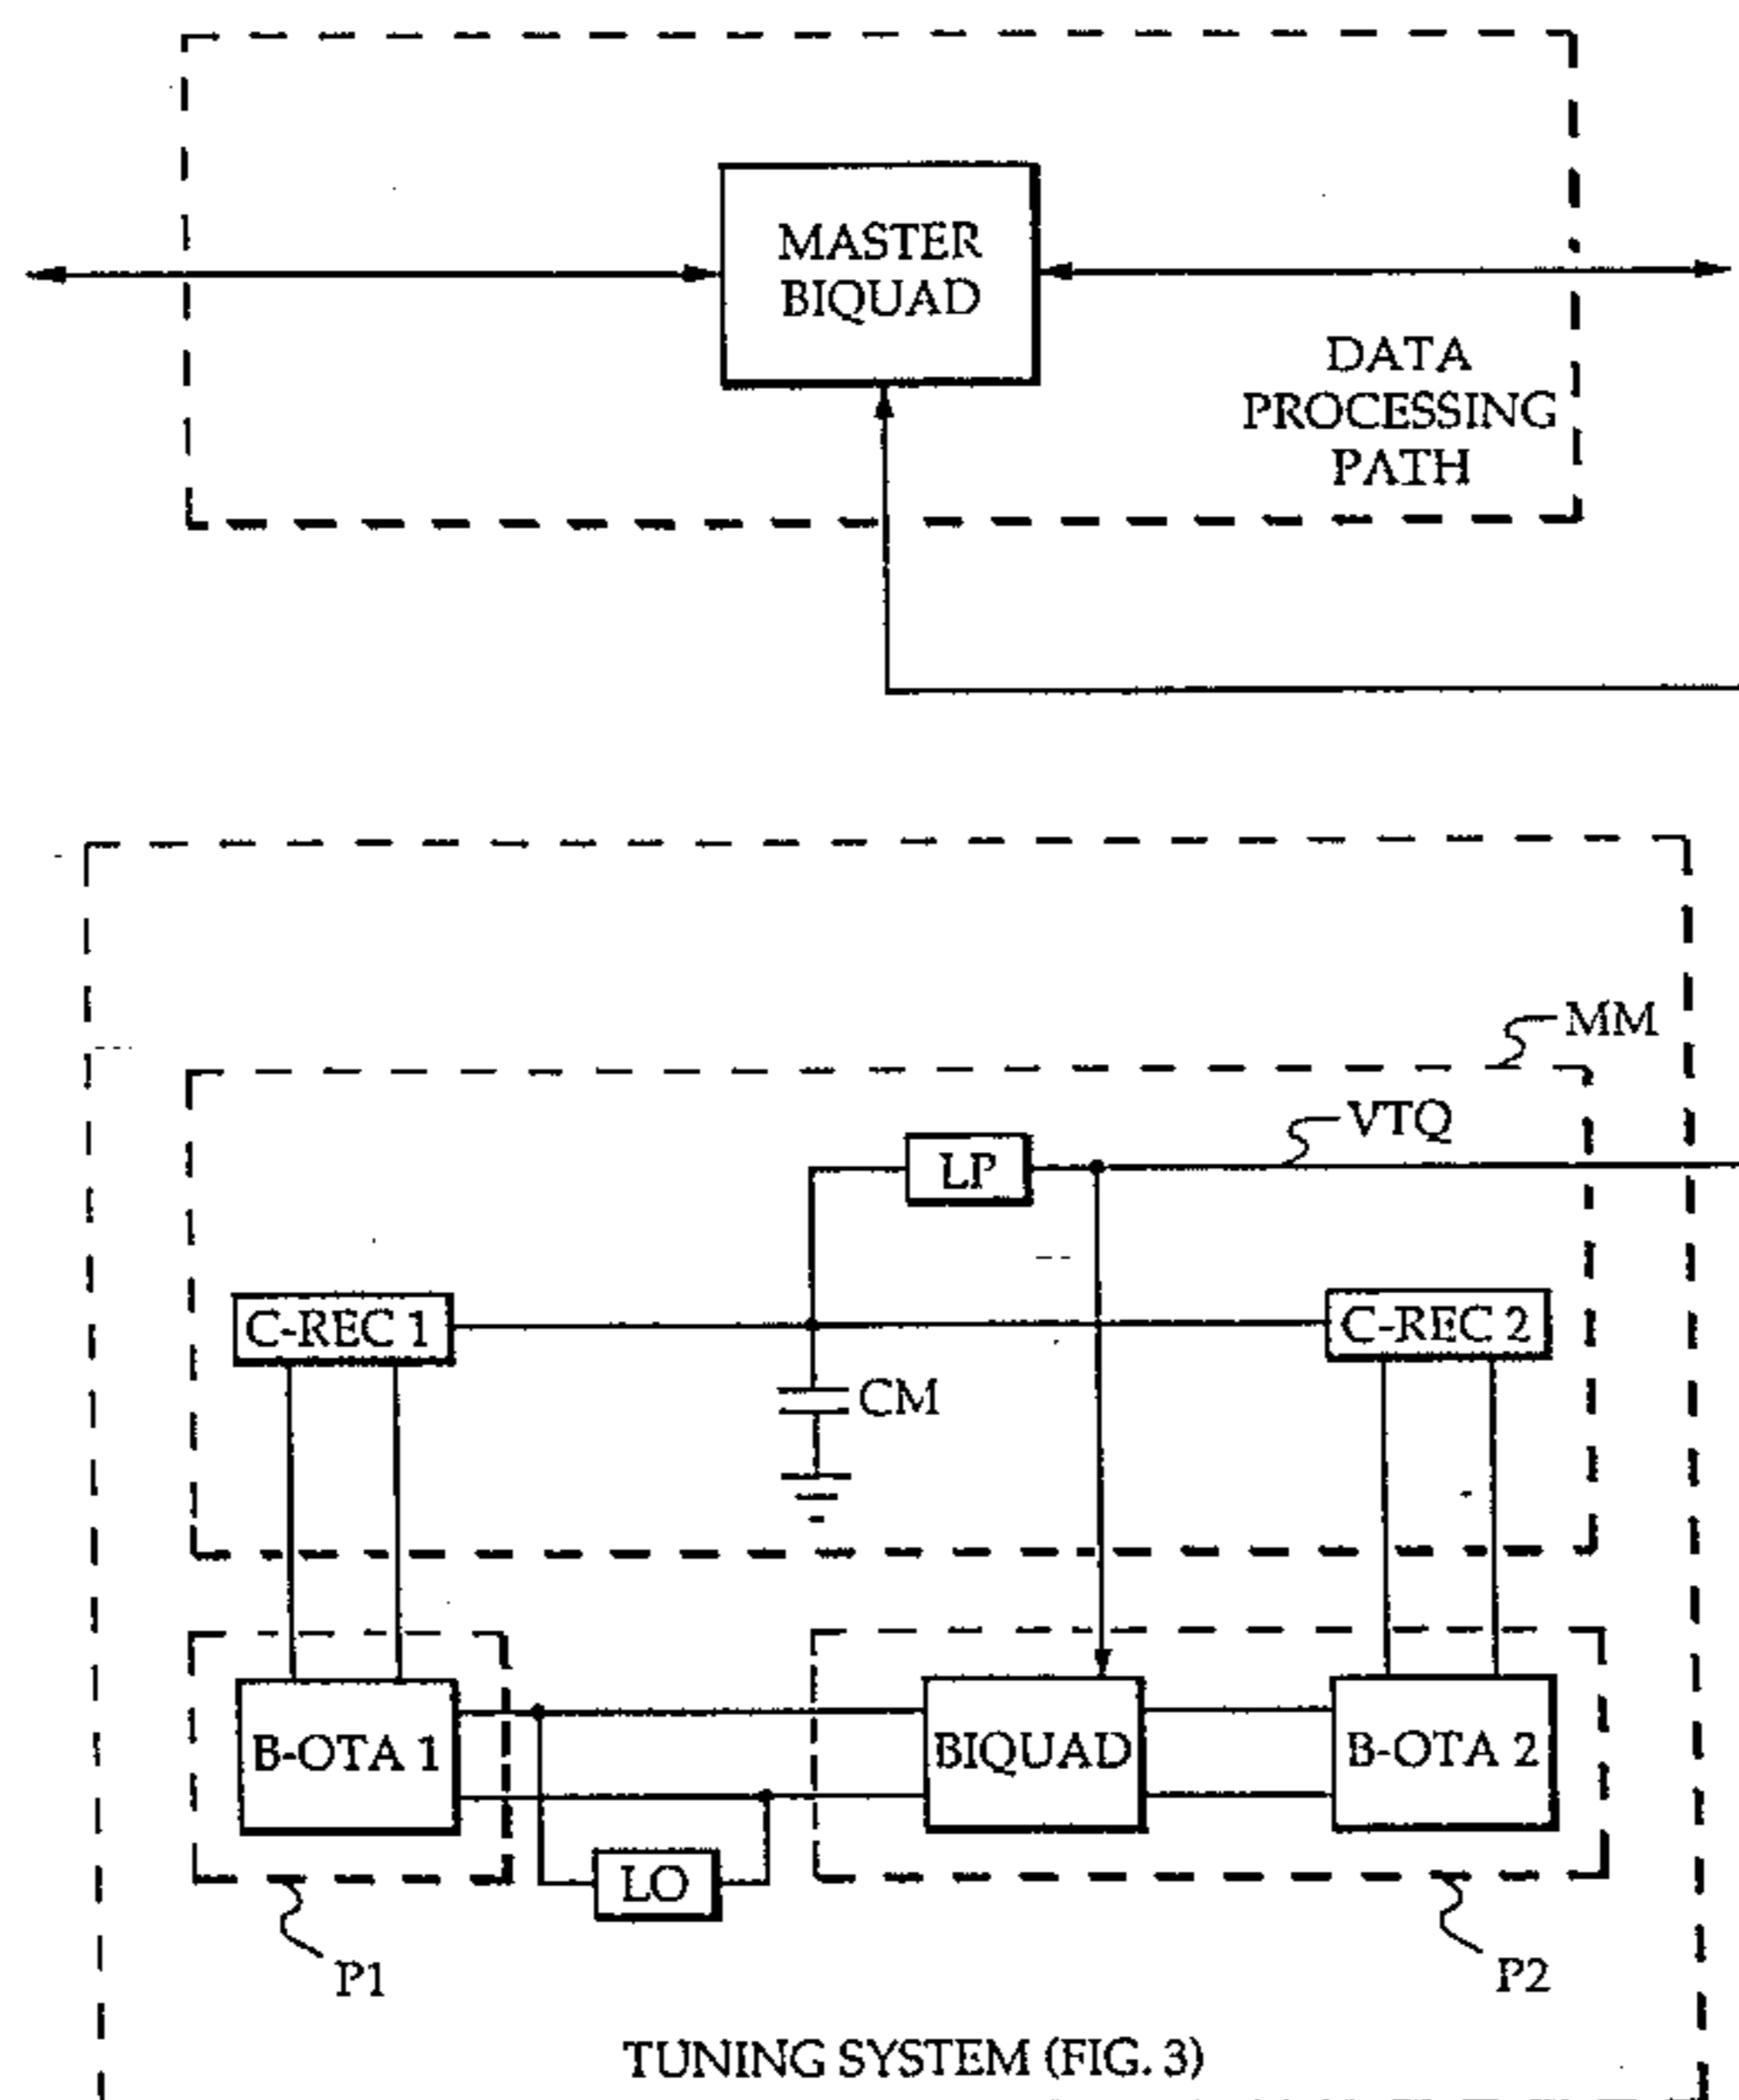 MASTER
BIQUAD
DATA
PROCESSING
PATH
MM
VTQ
LP
C-REC 1
C-REC 2
CM
B-OTA 1
BIQUAD
B-OTA 2
LO
P1
P2
TUNING SYSTEM (FIG. 3)